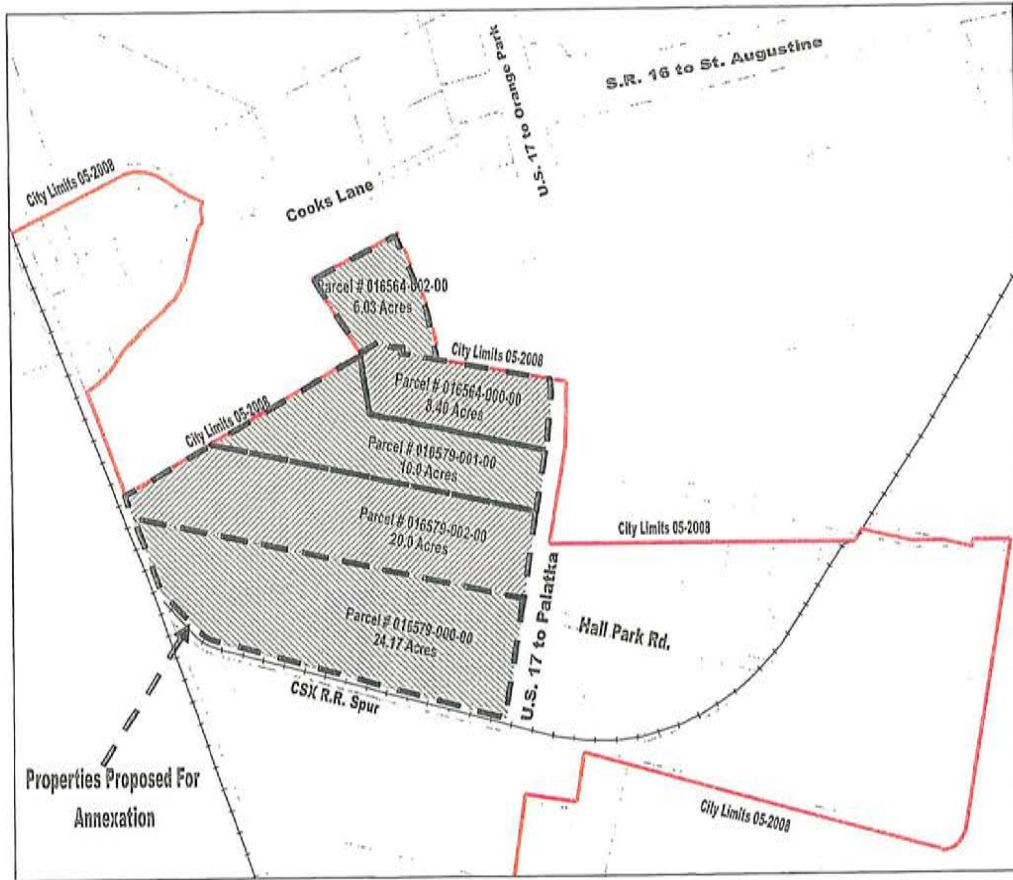 S.R. 16 to St. Augustine
U.S. 17 to Orange Park
City Limits 05-2008
Cooks Lane
Parcel # 016564-002-00
6.03 Acres
City Limits 05-2008
Parcel # 016564-000-00
8.40 Acres
City Limits 05-2008
Parcel # 016579-001-00
10.0 Acres
Parcel # 016579-002-00
20.0 Acres
City Limits 05-2008
Parcel # 016579-000-00
24.17 Acres
U.S. 17 to Palatka
Hall Park Rd.
CSX R.R. Spur
Properties Proposed For
Annexation
City Limits 05-2008